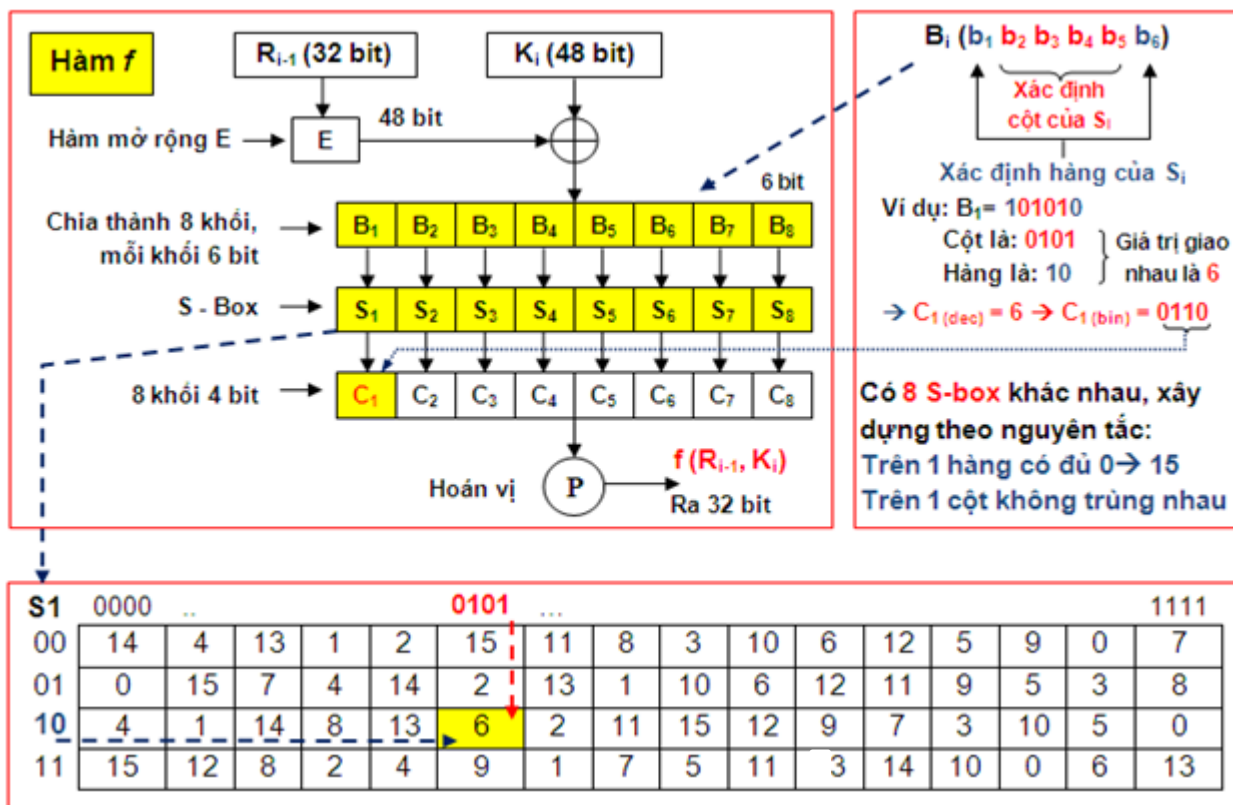 Hàm f
R i-1 (32 bit)
K i (48 bit)
Hàm mở rộng E
E
48 bit
6 bit
Chia thành 8 khối,
mỗi khối 6 bit
B1 B2 B3 B4 B5 B6 B7 B8
S - Box
S1 S2 S3 S4 S5 S6 S7 S8
8 khối 4 bit
C1 C2 C3 C4 C5 C6 C7 C8
Hoán vị
P
f (R i-1, K i)
Ra 32 bit
B i (b1 b2 b3 b4 b5 b6)
Xác định
cột của S i
Xác định hàng của S i
Ví dụ: B1= 101010
Cột là: 0101
Hàng là: 10
Giá trị giao
nhau là 6
→ C1 (dec) = 6 → C1 (bin) = 0110
Có 8 S-box khác nhau, xây
dựng theo nguyên tắc:
Trên 1 hàng có đủ 0→ 15
Trên 1 cột không trùng nhau
S1 0000 .. 0101 ... 1111
00 14 4 13 1 2 15 11 8 3 10 6 12 5 9 0 7
01 0 15 7 4 14 2 13 1 10 6 12 11 9 5 3 8
10 4 1 14 8 13 6 2 11 15 12 9 7 3 10 5 0
11 15 12 8 2 4 9 1 7 5 11 3 14 10 0 6 13